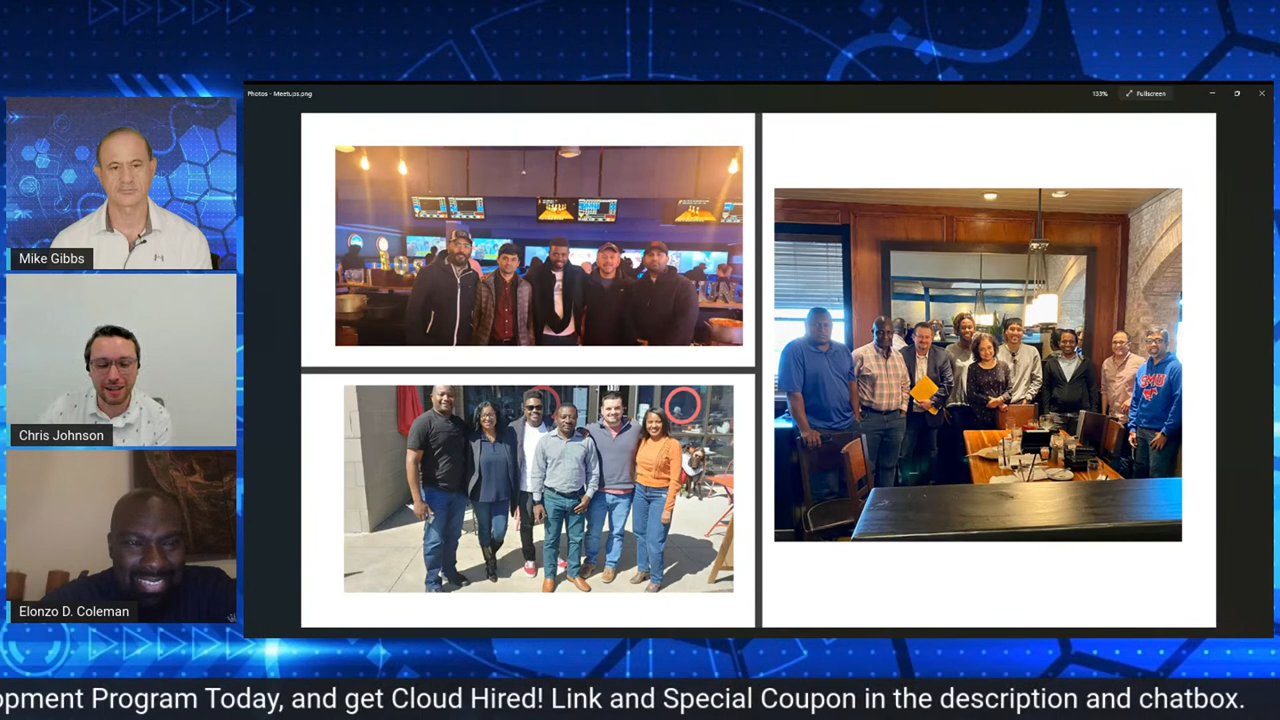 Photos - Meetups.png
133%
Fullscreen
Mike Gibbs
Chris Johnson
Elonzo D. Coleman
SMU
opment Program Today, and get Cloud Hired! Link and Special Coupon in the description and chatbox.